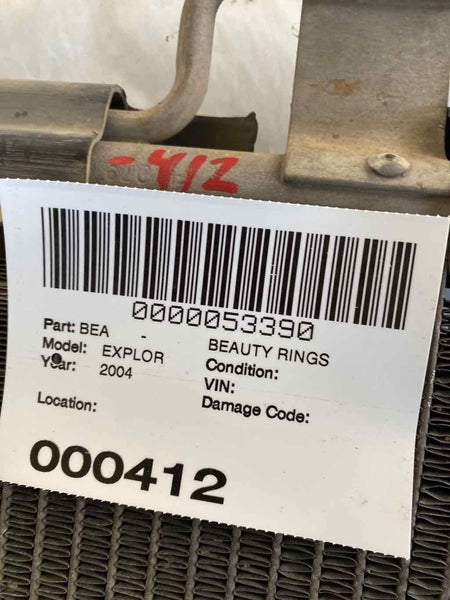 -412
0000053390
Part: BEA - BEAUTY RINGS
Model: EXPLOR Condition:
Year: 2004 VIN:
Location: Damage Code:
000412